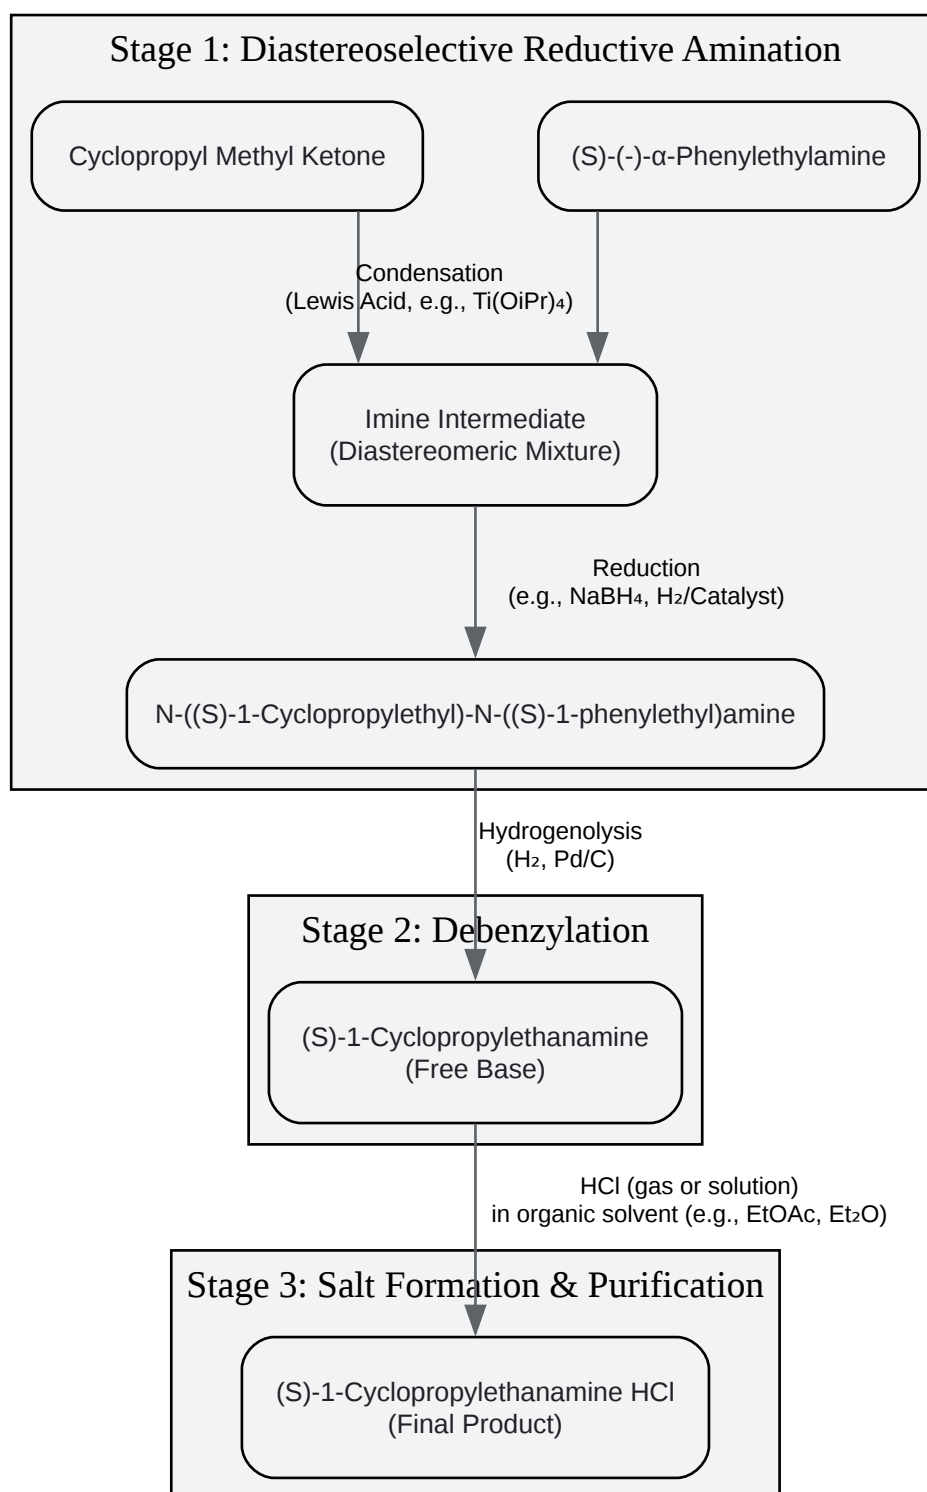 Stage 1: Diastereoselective Reductive Amination
Cyclopropyl Methyl Ketone
(S)-(-)-α-Phenylethylamine
Condensation
(Lewis Acid, e.g., Ti(OiPr)₄)
Imine Intermediate
(Diastereomeric Mixture)
Reduction
(e.g., NaBH₄, H₂/Catalyst)
N-((S)-1-Cyclopropylethyl)-N-((S)-1-phenylethyl)amine
Hydrogenolysis
(H₂, Pd/C)
Stage 2: Debenzylation
(S)-1-Cyclopropylethanamine
(Free Base)
HCl (gas or solution)
in organic solvent (e.g., EtOAc, Et₂O)
Stage 3: Salt Formation & Purification
(S)-1-Cyclopropylethanamine HCl
(Final Product)